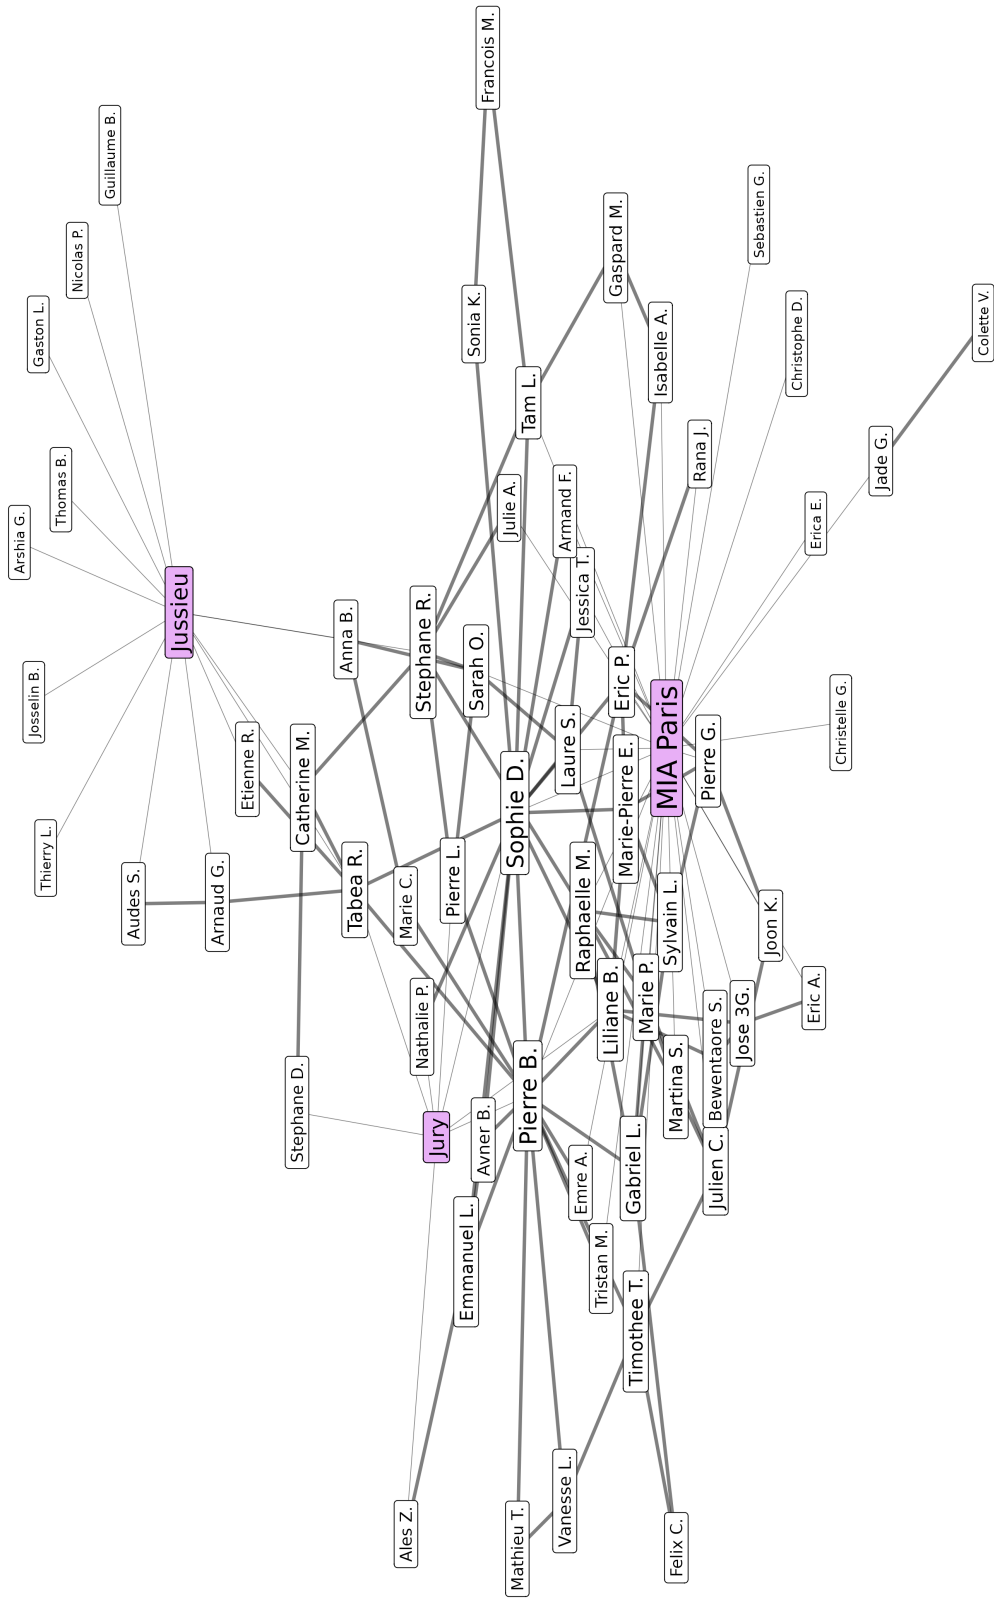 Francois M.
Guillaume B.
Sebastien G.
Nicolas P.
Gaspard M.
Gaston L.
Sonia K.
Colette V.
Christophe D.
Isabelle A.
Tam L.
Rana J.
Jade G.
Thomas B.
Julie A.
Armand F.
Erica E.
Arshia G.
Jessica T.
Jussieu
Anna B.
Stephane R.
Sarah O.
Eric P.
Josselin B.
Christelle G.
Etienne R.
Catherine M.
Laure S.
MIA Paris
Pierre G.
Sophie D.
Marie-Pierre E.
Thierry L.
Pierre L.
Tabea R.
Audes S.
Arnaud G.
Marie C.
Raphaelle M.
Sylvain L.
Joon K.
Marie P.
Eric A.
Liliane B.
Nathalie P.
Jose 3G.
Bewentaore S.
Martina S.
Pierre B.
Stephane D.
Jury
Avner B.
Gabriel L.
Julien C.
Emre A.
Emmanuel L.
Tristan M.
Timothee T.
Vanesse L.
Ales Z.
Mathieu T.
Felix C.